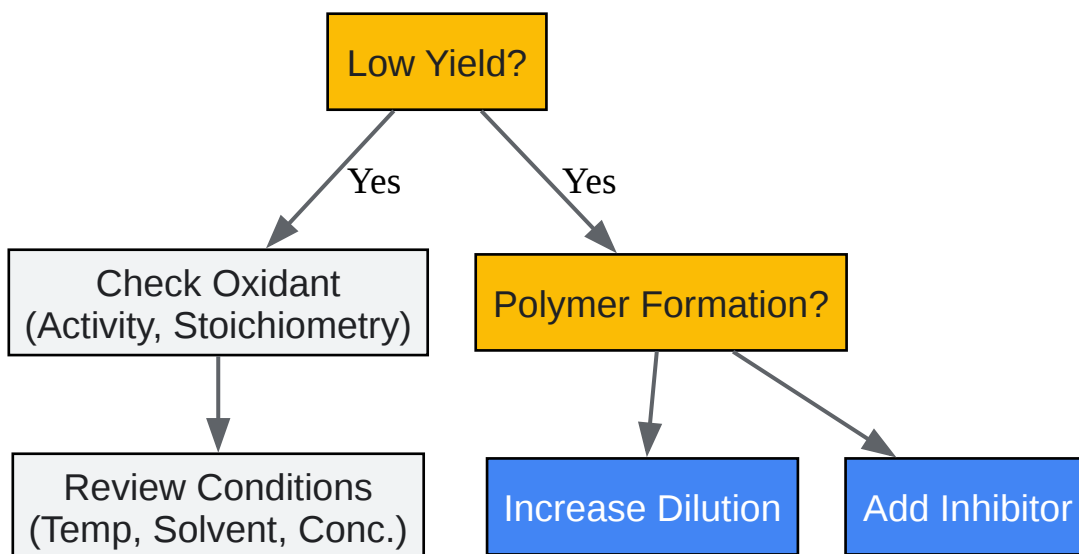 Low Yield?
Yes
Yes
Check Oxidant
(Activity, Stoichiometry)
Polymer Formation?
Review Conditions
(Temp, Solvent, Conc.)
Increase Dilution
Add Inhibitor